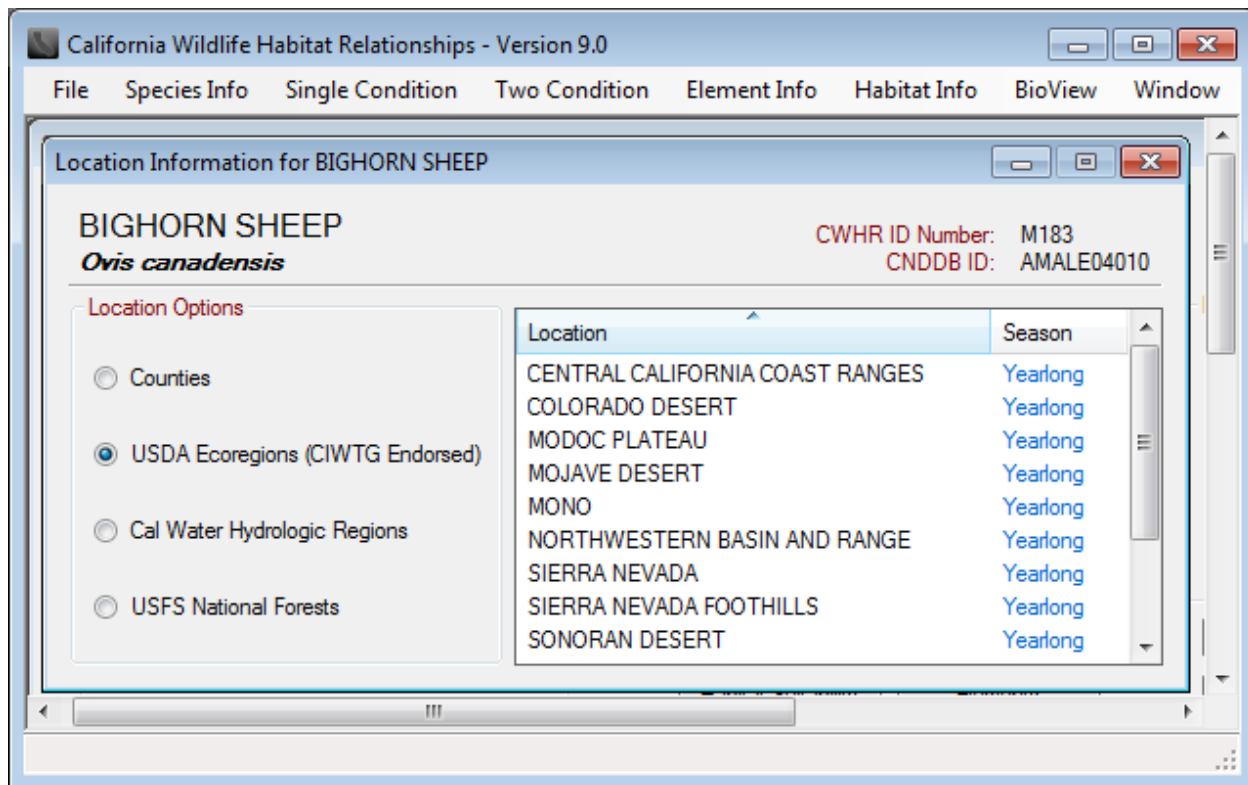 California Wildlife Habitat Relationships - Version 9.0
File Species Info Single Condition Two Condition Element Info Habitat Info BioView Window
Location Information for BIGHORN SHEEP
BIGHORN SHEEP
Ovis canadensis
CWHR ID Number: M183
CNDDB ID: AMALE04010
Location Options
Counties
USDA Ecoregions (CIWTG Endorsed)
Cal Water Hydrologic Regions
USFS National Forests
Location Season
CENTRAL CALIFORNIA COAST RANGES Yearlong
COLORADO DESERT Yearlong
MODOC PLATEAU Yearlong
MOJAVE DESERT Yearlong
MONO Yearlong
NORTHWESTERN BASIN AND RANGE Yearlong
SIERRA NEVADA Yearlong
SIERRA NEVADA FOOTHILLS Yearlong
SONORAN DESERT Yearlong